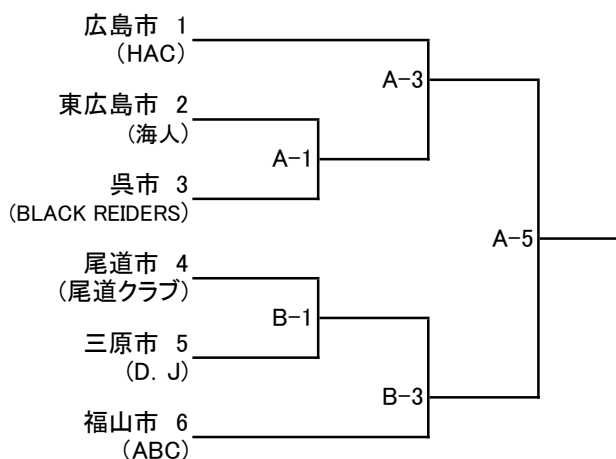 広島市 1
(HAC)
A-3
東広島市 2
(海人)
A-1
呉市 3
(BLACK REIDERS)
A-5
尾道市 4
(尾道クラブ)
B-1
三原市 5
(D. J)
B-3
福山市 6
(ABC)